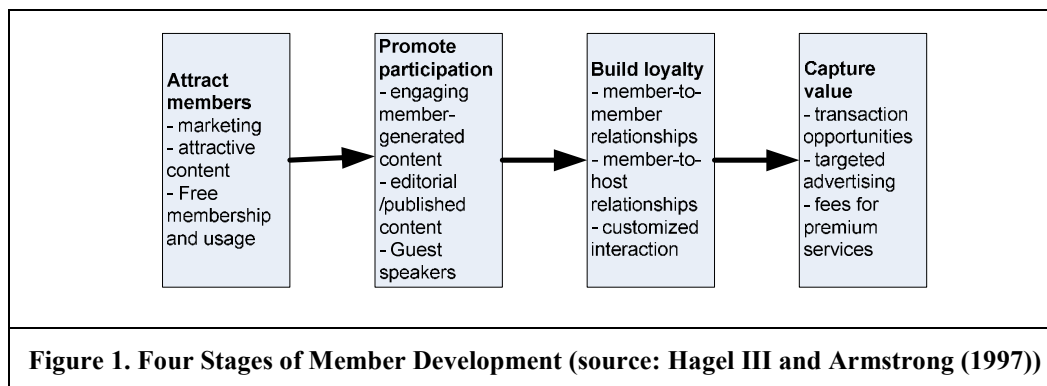 Attract
members
- marketing
- attractive
content
- Free
membership
and usage
Promote
participation
- engaging
member-
generated
content
- editorial
/published
content
- Guest
speakers
Build loyalty
- member-to-
member
relationships
- member-to-
host
relationships
- customized
interaction
Capture
value
- transaction
opportunities
- targeted
advertising
- fees for
premium
services
Figure 1. Four Stages of Member Development (source: Hagel III and Armstrong (1997))